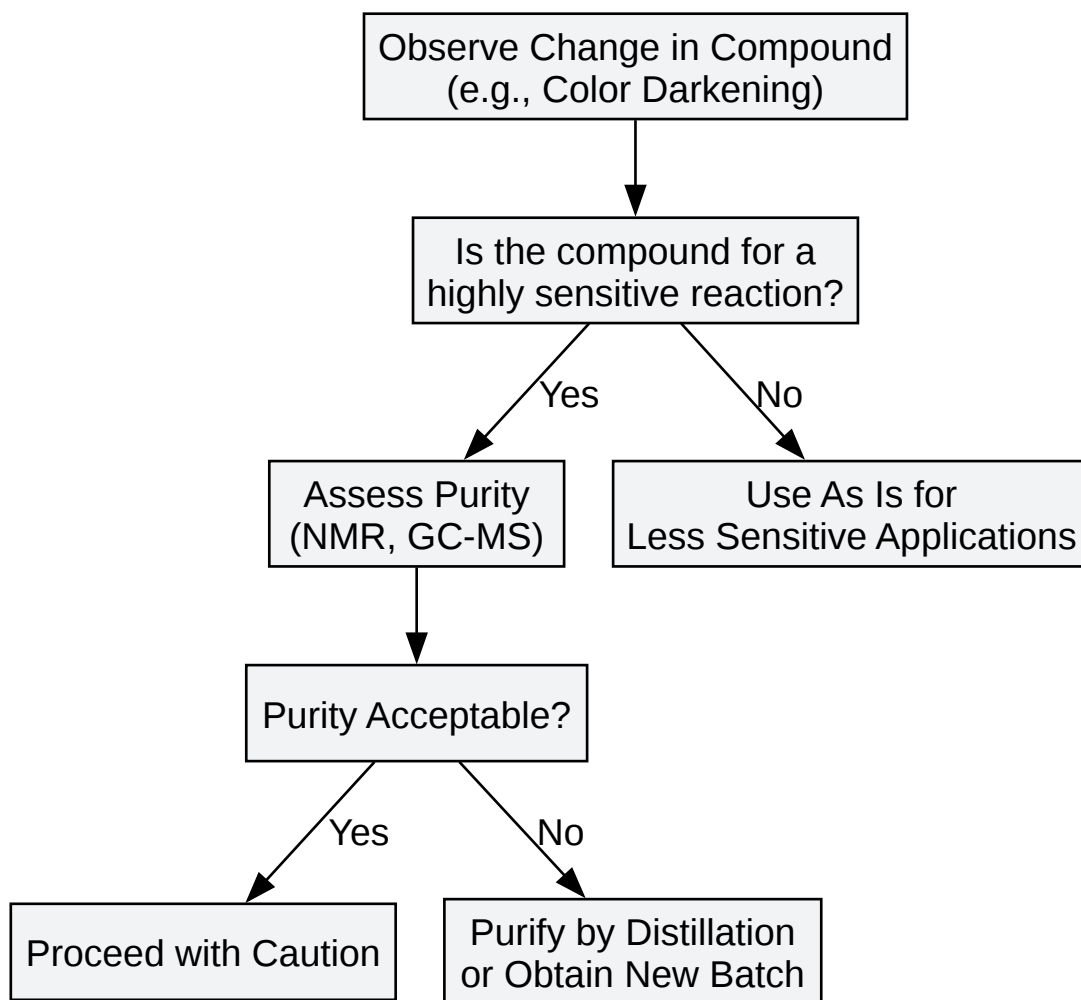 Observe Change in Compound
(e.g., Color Darkening)
Is the compound for a
highly sensitive reaction?
Yes
No
Assess Purity
(NMR, GC-MS)
Use As Is for
Less Sensitive Applications
Purity Acceptable?
Yes
No
Proceed with Caution
Purify by Distillation
or Obtain New Batch